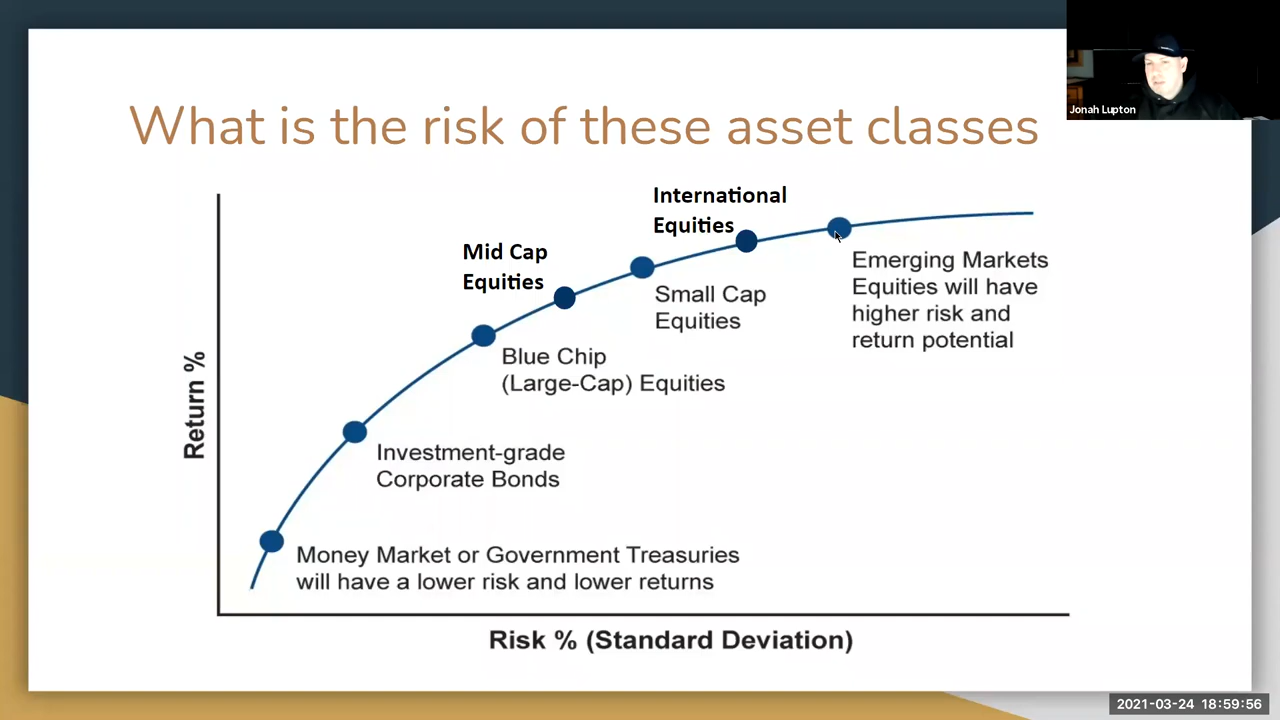 Jonah Lupton
What is the risk of these asset classes
International
Equities
Mid Cap
Equities
Emerging Markets
Equities will have
higher risk and
return potential
Small Cap
Equities
Blue Chip
(Large-Cap) Equities
Return %
Investment-grade
Corporate Bonds
Money Market or Government Treasuries
will have a lower risk and lower returns
Risk % (Standard Deviation)
2021-03-24 18:59:56